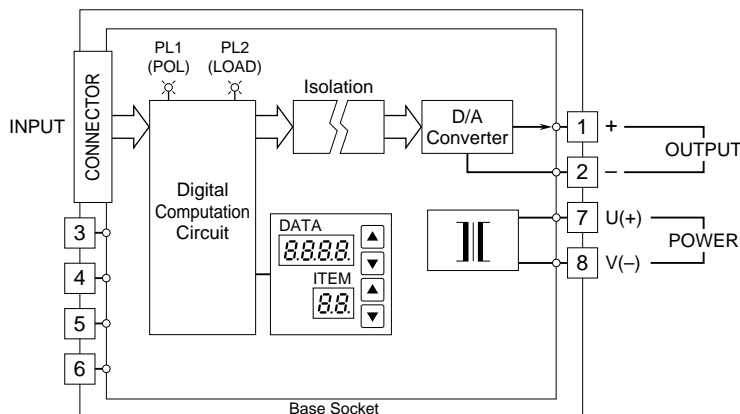 PL1
(POL)
PL2
(LOAD)
Isolation
INPUT
CONNECTOR
D/A
Converter
1
+
OUTPUT
2
–
Digital
Computation
Circuit
3
4
5
6
DATA
8.8.8.8.
ITEM
8.8.
7
U(+)
POWER
8
V(–)
Base Socket